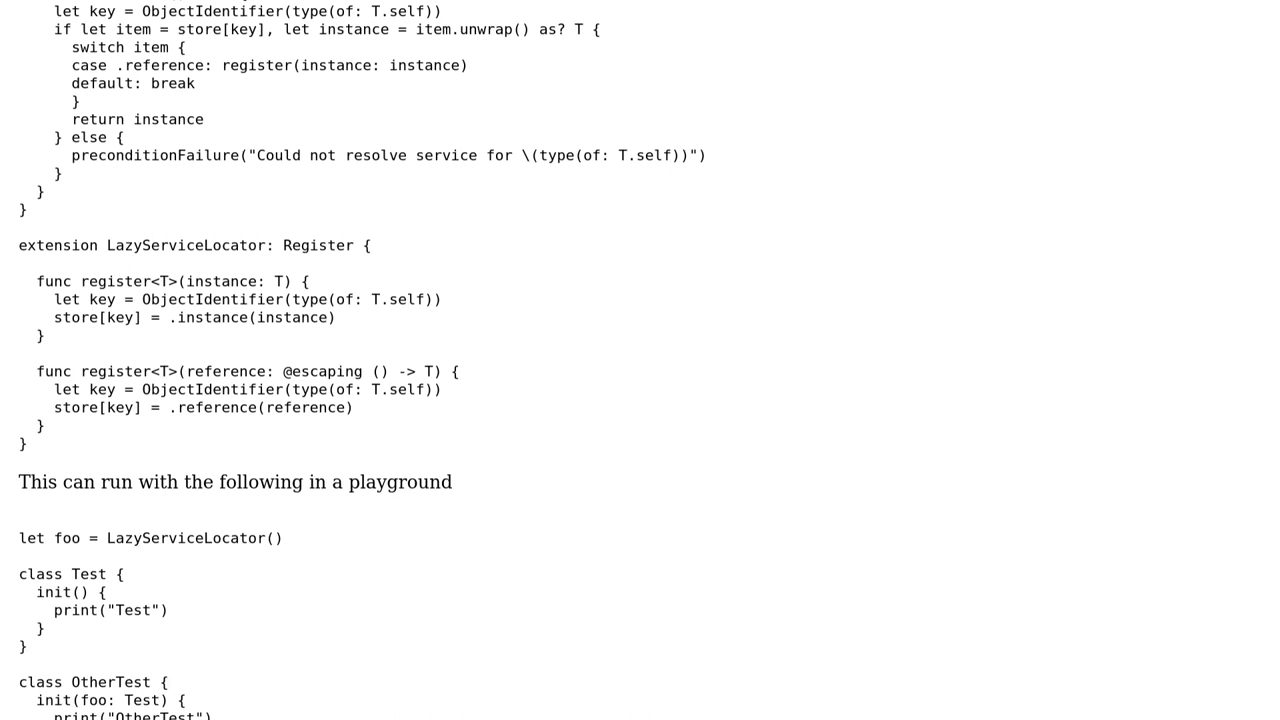 let key = ObjectIdentifier(type(of: T.self))
    if let item = store[key], let instance = item.unwrap() as? T {
      switch item {
      case .reference: register(instance: instance)
      default: break
      }
      return instance
    } else {
      preconditionFailure("Could not resolve service for \(type(of: T.self))")
    }
  }
}

extension LazyServiceLocator: Register {

  func register<T>(instance: T) {
    let key = ObjectIdentifier(type(of: T.self))
    store[key] = .instance(instance)
  }

  func register<T>(reference: @escaping () -> T) {
    let key = ObjectIdentifier(type(of: T.self))
    store[key] = .reference(reference)
  }
}

This can run with the following in a playground

let foo = LazyServiceLocator()

class Test {
  init() {
    print("Test")
  }
}

class OtherTest {
  init(foo: Test) {
    print("OtherTest")